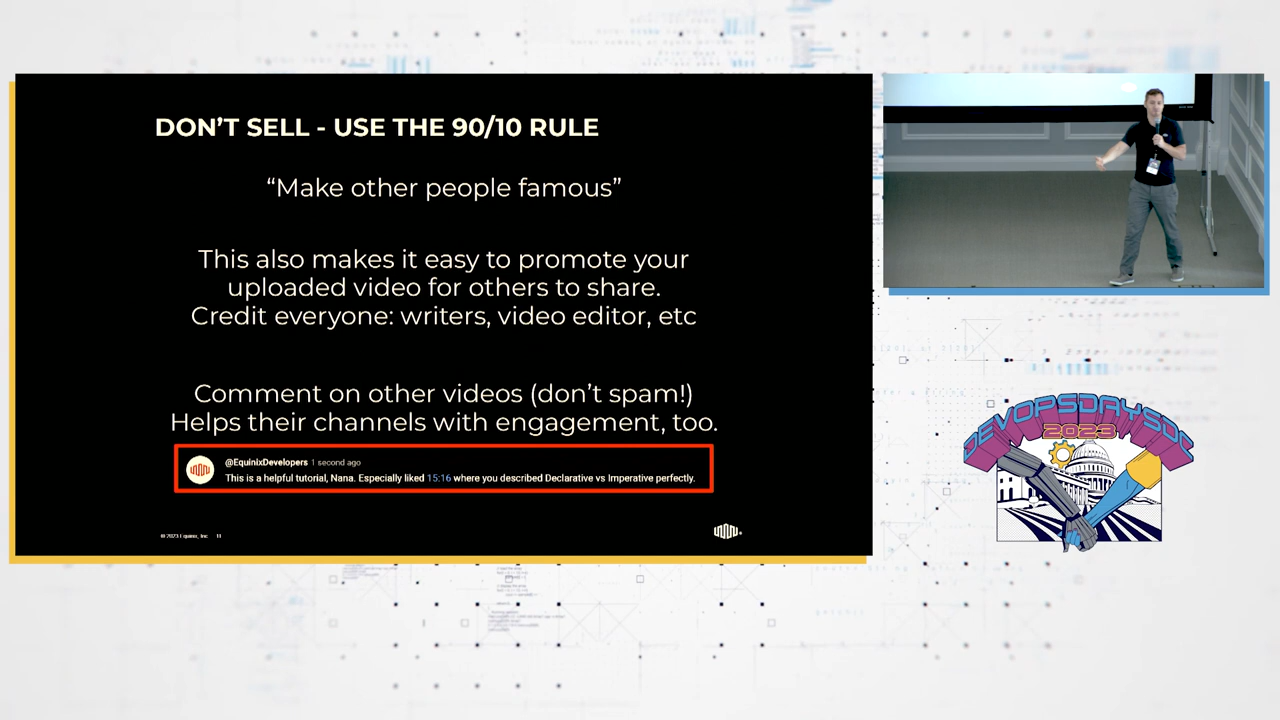 DON'T SELL - USE THE 90/10 RULE
“Make other people famous”
This also makes it easy to promote your
uploaded video for others to share.
Credit everyone: writers, video editor, etc
Comment on other videos (don't spam!)
Helps their channels with engagement, too.
@EquinixDevelopers 1 second ago
This is a helpful tutorial, Nana. Especially liked 15:16 where you described Declarative vs Imperative perfectly.
© 2023 Equinix, Inc 11
DEVOPSDAYSDC
2023